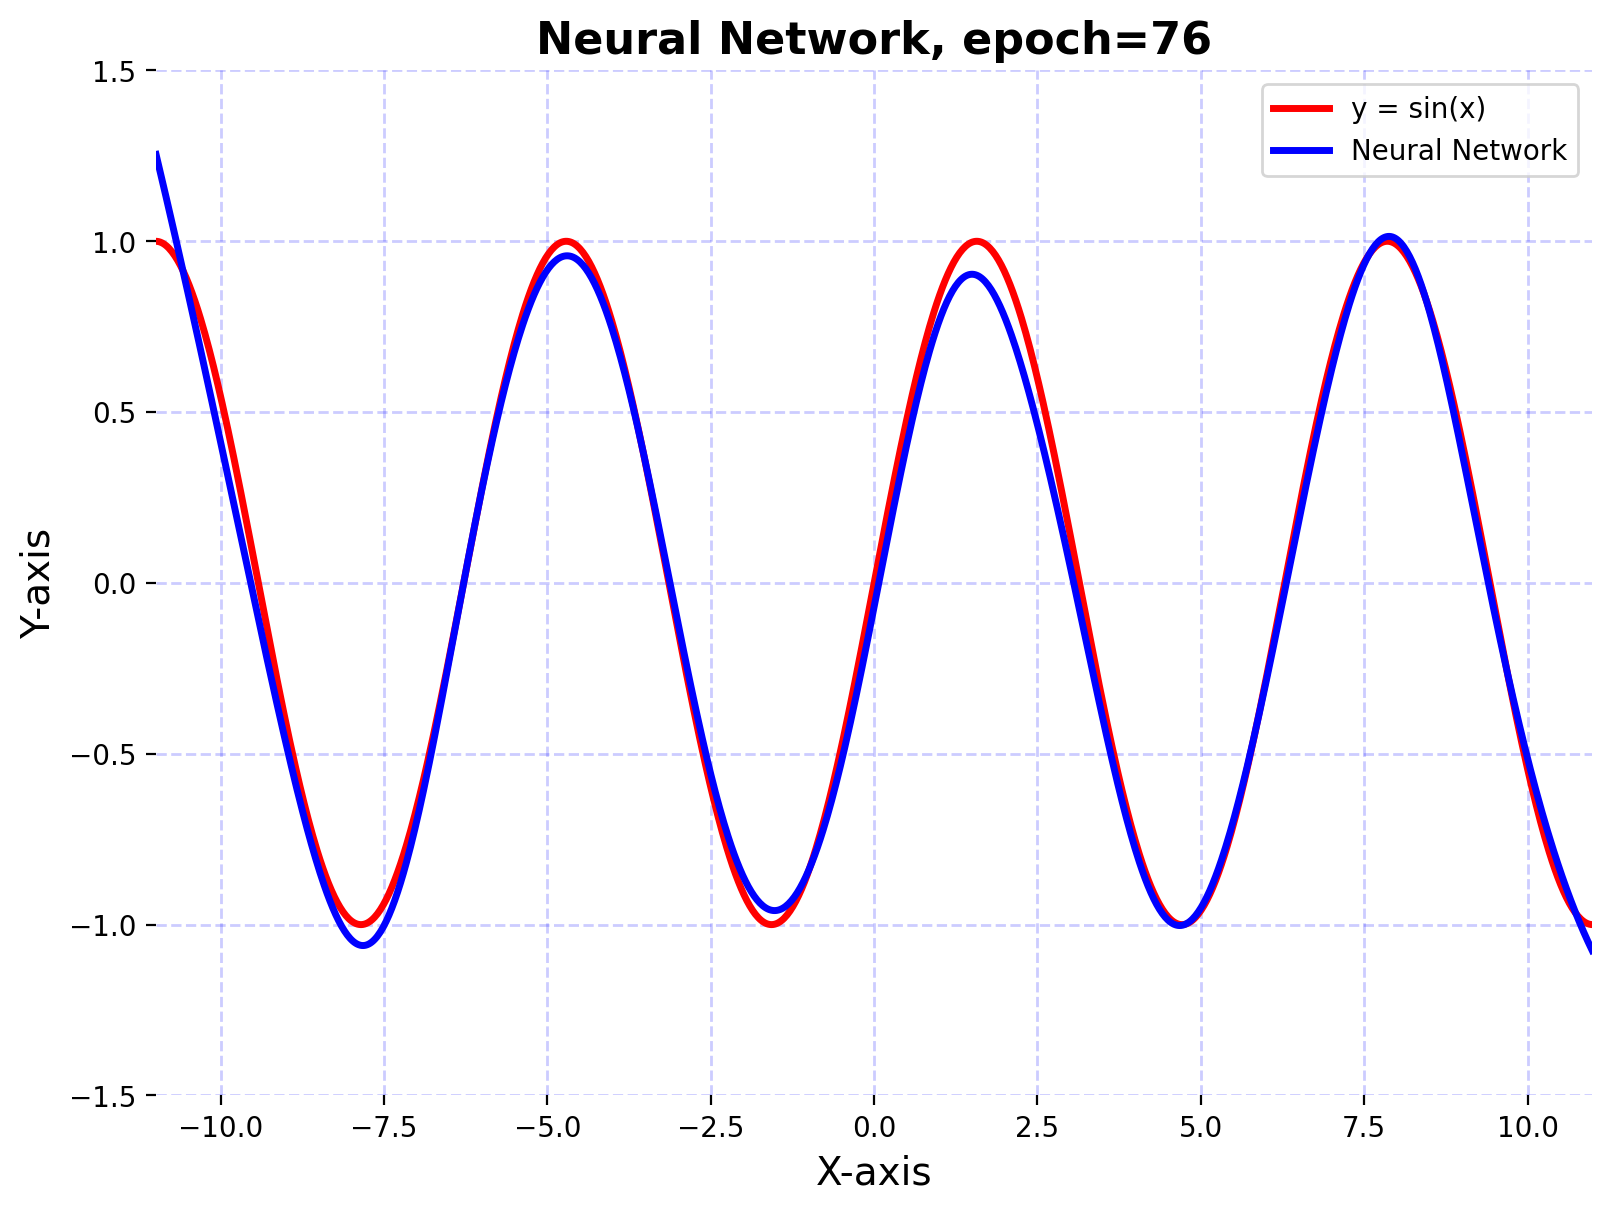 Neural Network, epoch=76
y = sin(x)
Neural Network
1.5
1.0
0.5
0.0
−0.5
−1.0
−1.5
Y-axis
−10.0 −7.5 −5.0 −2.5 0.0 2.5 5.0 7.5 10.0
X-axis